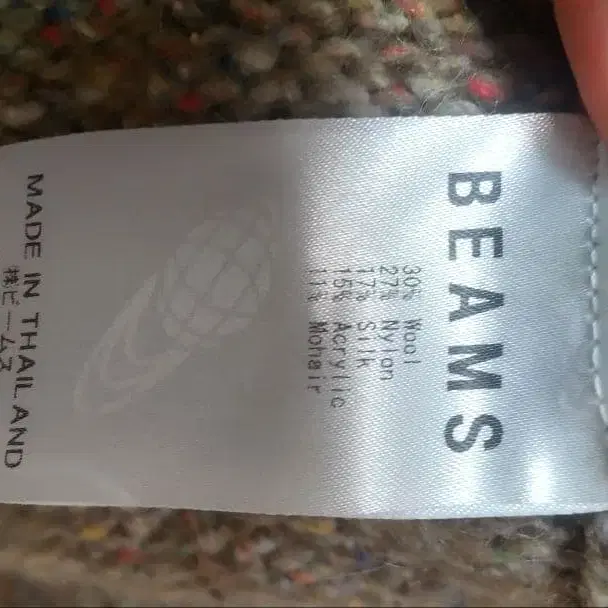 BEAMS
30% Wool
27% Nylon
17% Silk
15% Acrylic
11% Mohair
MADE IN THAILAND
株ビームス